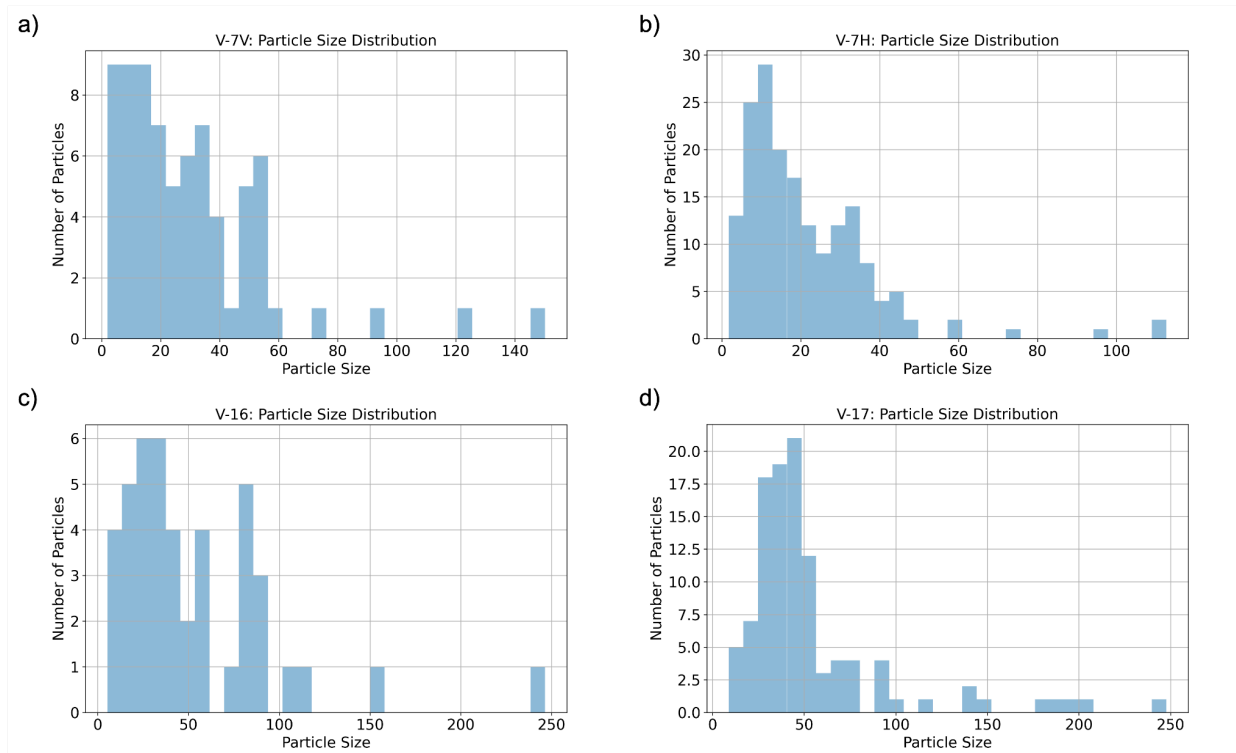 a)
V-7V: Particle Size Distribution
Number of Particles
8
6
4
2
0
0 20 40 60 80 100 120 140
Particle Size
b)
V-7H: Particle Size Distribution
Number of Particles
30
25
20
15
10
5
0
0 20 40 60 80 100
Particle Size
c)
V-16: Particle Size Distribution
Number of Particles
6
5
4
3
2
1
0
0 50 100 150 200 250
Particle Size
d)
V-17: Particle Size Distribution
Number of Particles
20.0
17.5
15.0
12.5
10.0
7.5
5.0
2.5
0.0
0 50 100 150 200 250
Particle Size